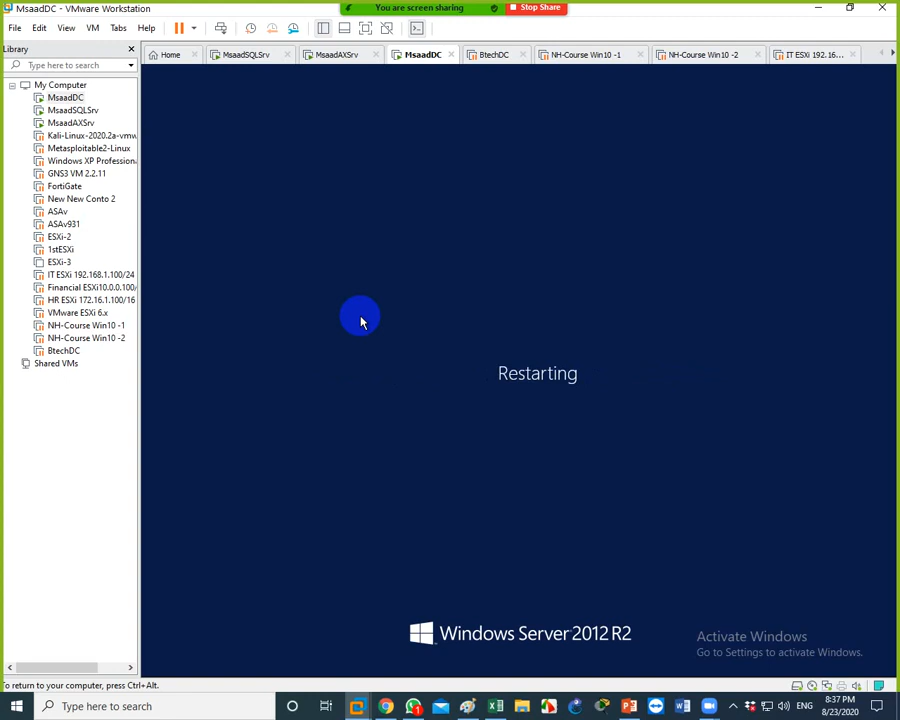 MsaadDC - VMware Workstation
You are screen sharing
Stop Share
File Edit View VM Tabs Help
Library
Type here to search
Home
MsaadSQLSrv
MsaadAXSrv
MsaadDC
BtechDC
NH-Course Win10 -1
NH-Course Win10 -2
IT ESXi 192.16...
My Computer
MsaadDC
MsaadSQLSrv
MsaadAXSrv
Kali-Linux-2020.2a-vmw
Metasploitable2-Linux
Windows XP Profession
GNS3 VM 2.2.11
FortiGate
New New Conto 2
ASAv
ASAv931
ESXi-2
1stESXi
ESXi-3
IT ESXi 192.168.1.100/24
Financial ESXi10.0.0.100/
HR ESXi 172.16.1.100/16
VMware ESXi 6.x
NH-Course Win10 -1
NH-Course Win10 -2
BtechDC
Shared VMs
Restarting
Windows Server 2012 R2
Activate Windows
Go to Settings to activate Windows.
To return to your computer, press Ctrl+Alt.
Type here to search
8:37 PM
8/23/2020